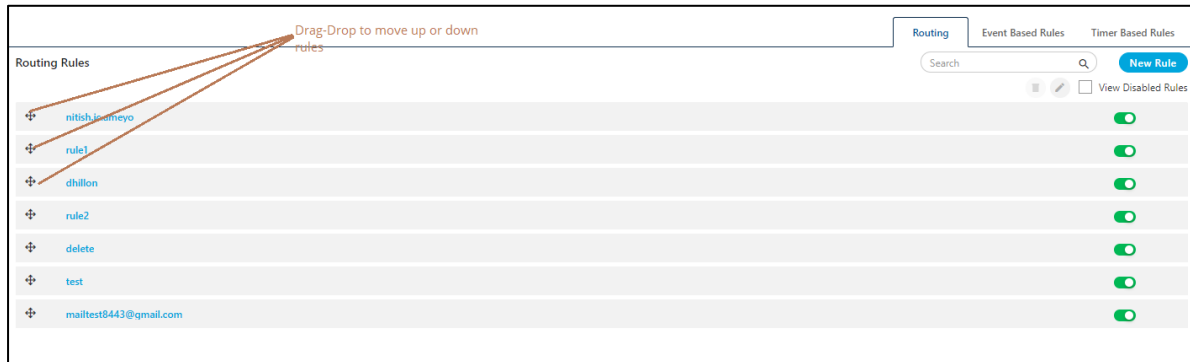 Drag-Drop to move up or down
rules
Routing Event Based Rules Timer Based Rules
Routing Rules Search New Rule
View Disabled Rules
rule1
dhillon
rule2
delete
test
mailtest8443@gmail.com